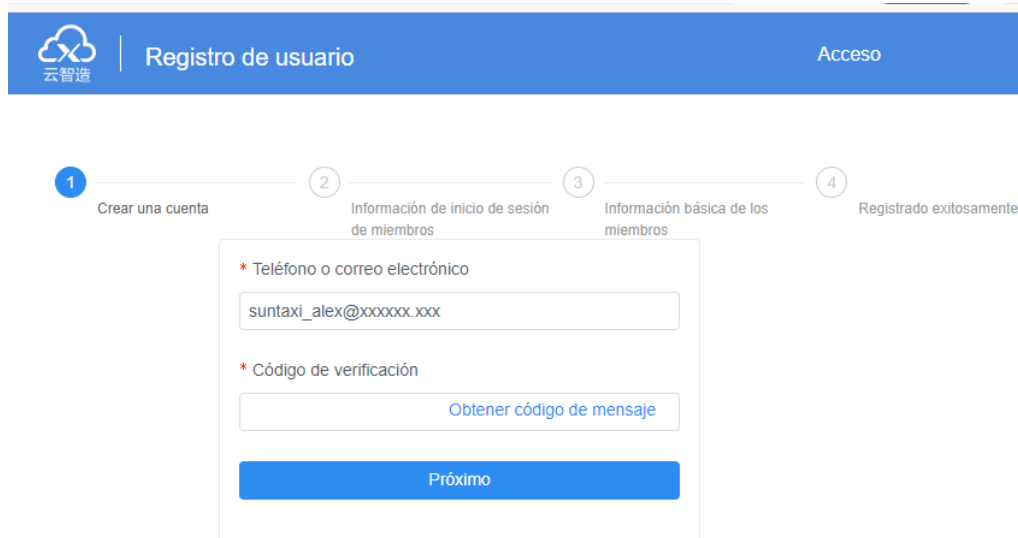 云智造
Registro de usuario
Acceso
1
2
3
4
Crear una cuenta
Información de inicio de sesión
de miembros
Información básica de los
miembros
Registrado exitosamente
* Teléfono o correo electrónico
suntaxi_alex@xxxxxx.xxx
* Código de verificación
Obtener código de mensaje
Próximo